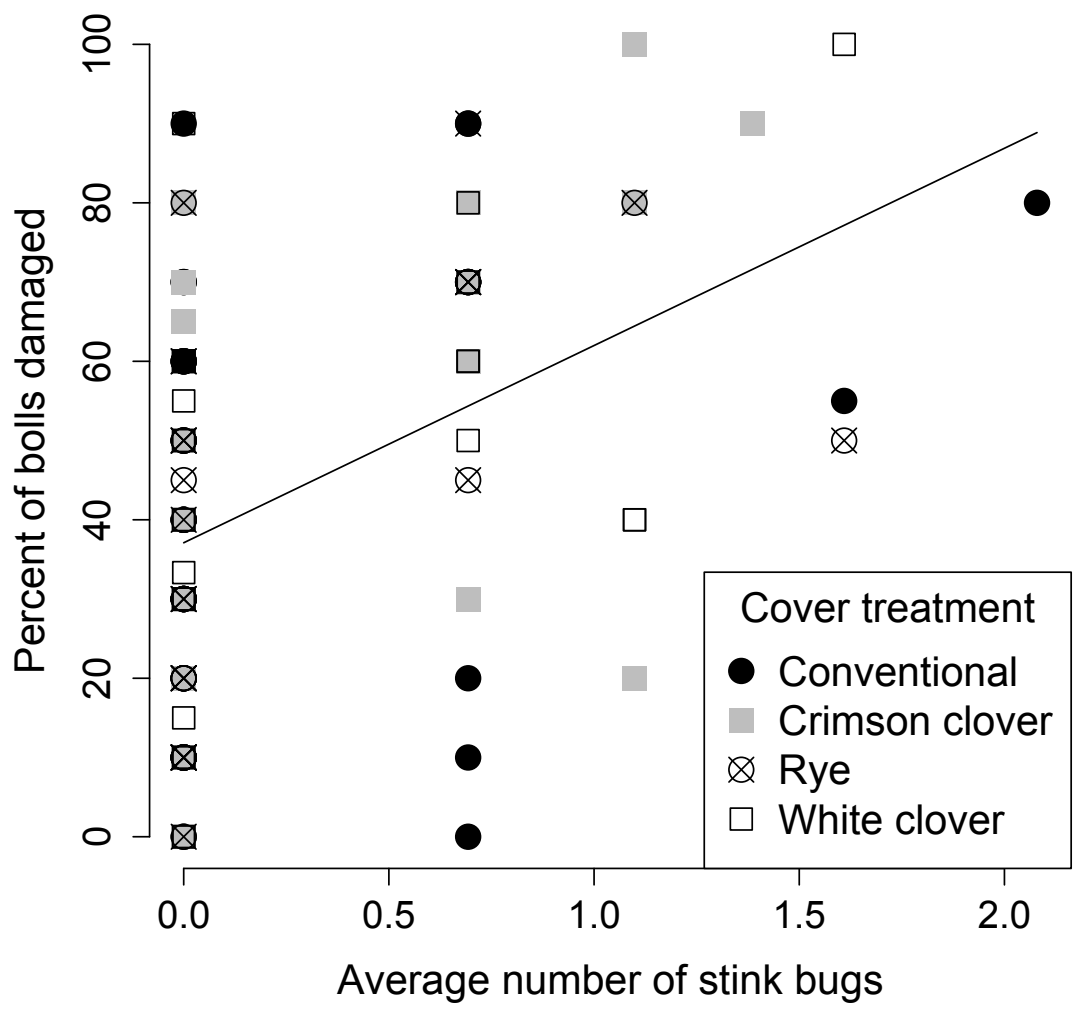 Percent of bolls damaged
100
80
60
40
20
0
Cover treatment
Conventional
Crimson clover
Rye
White clover
0.0 0.5 1.0 1.5 2.0
Average number of stink bugs